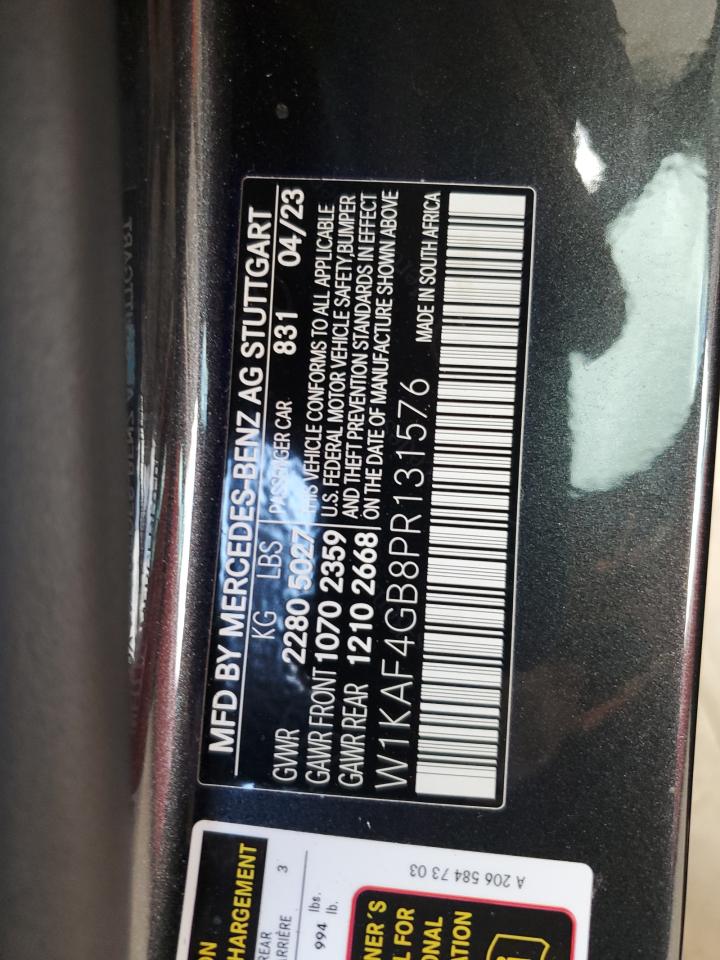 MFD BY MERCEDES-BENZ AG STUTTGART
KG LBS PASSENGER CAR 831 04/23
GVWR 2280 5027 THIS VEHICLE CONFORMS TO ALL APPLICABLE
GAWR FRONT 1070 2359 U.S. FEDERAL MOTOR VEHICLE SAFETY,BUMPER
GAWR REAR 1210 2668 AND THEFT PREVENTION STANDARDS IN EFFECT
ON THE DATE OF MANUFACTURE SHOWN ABOVE
W1KAF4GB8PR131576 MADE IN SOUTH AFRICA
HARGEMENT
REAR
ARRIÈRE 3
994 lbs.
lb.
A 206 584 73 03